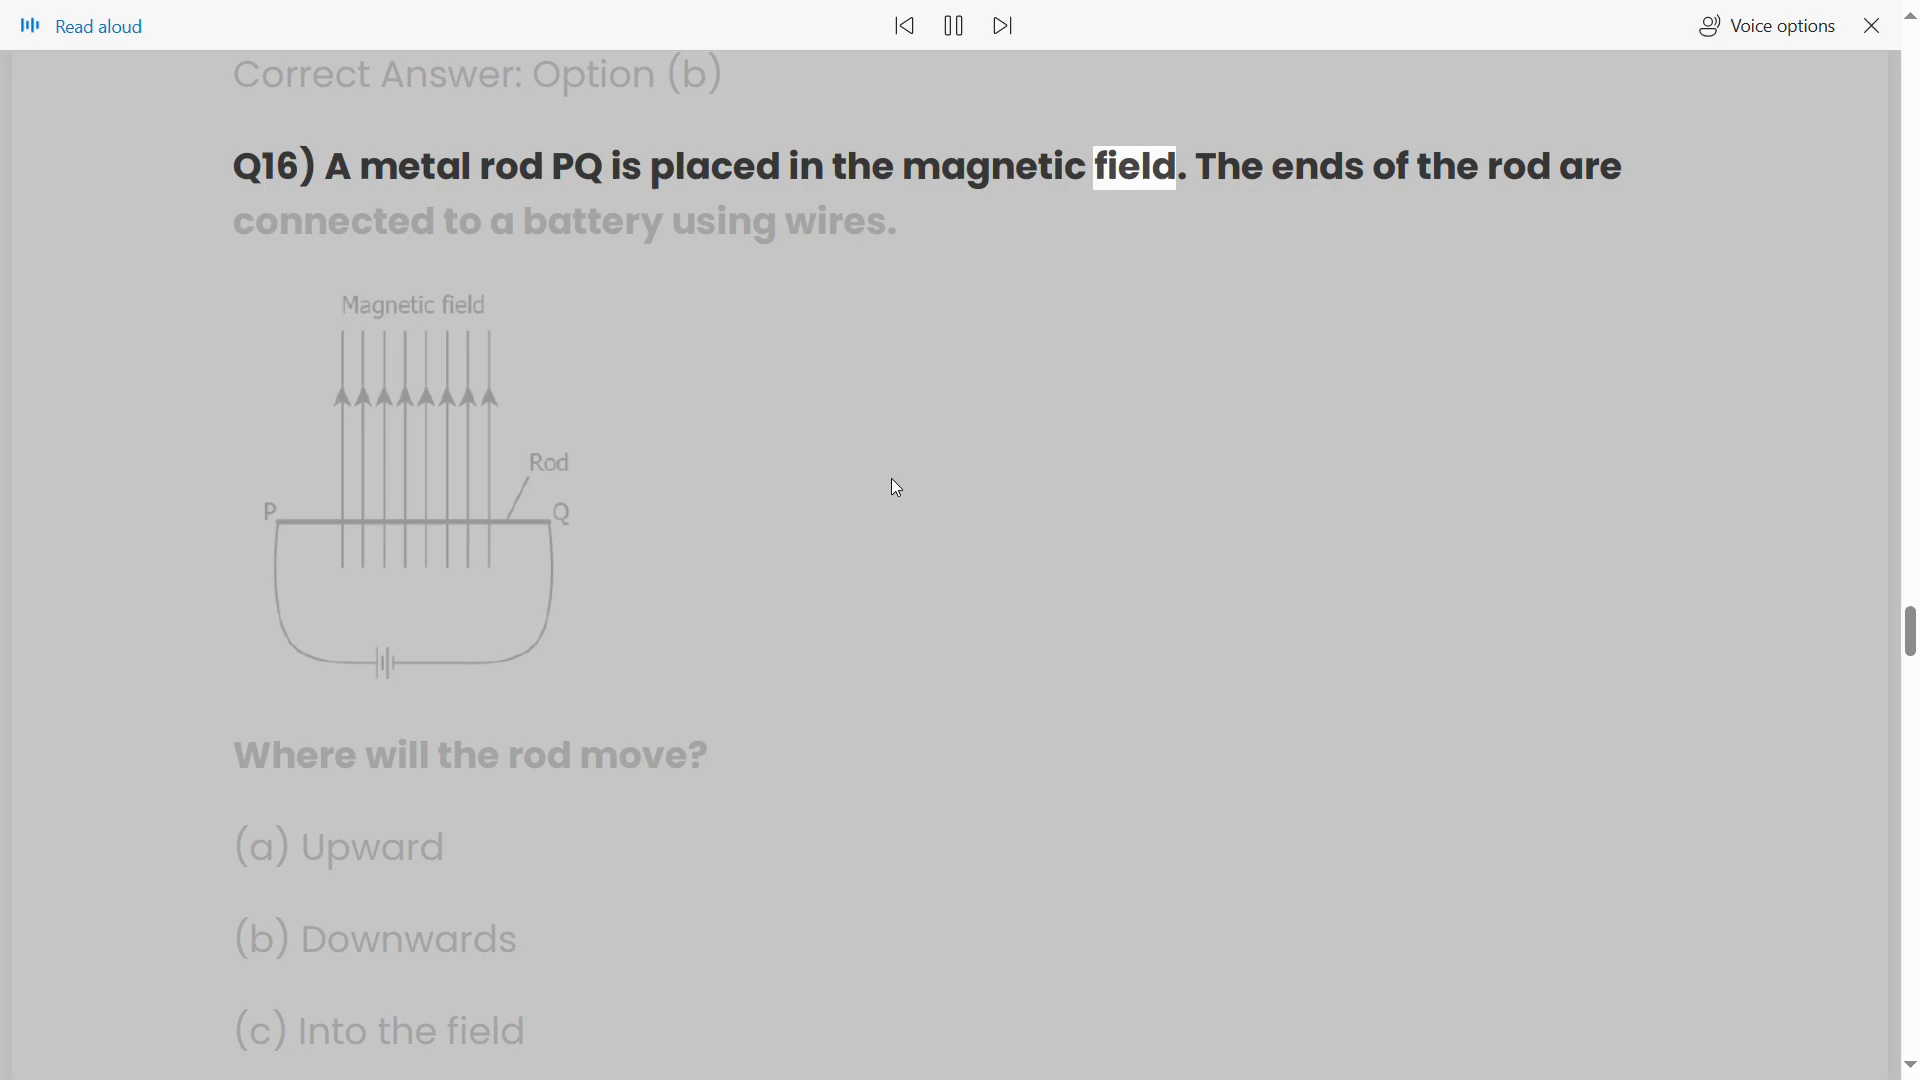 Read aloud
Voice options
Correct Answer: Option (b)
Q16) A metal rod PQ is placed in the magnetic field. The ends of the rod are
connected to a battery using wires.
Magnetic field
Rod
P
Q
Where will the rod move?
(a) Upward
(b) Downwards
(c) Into the field